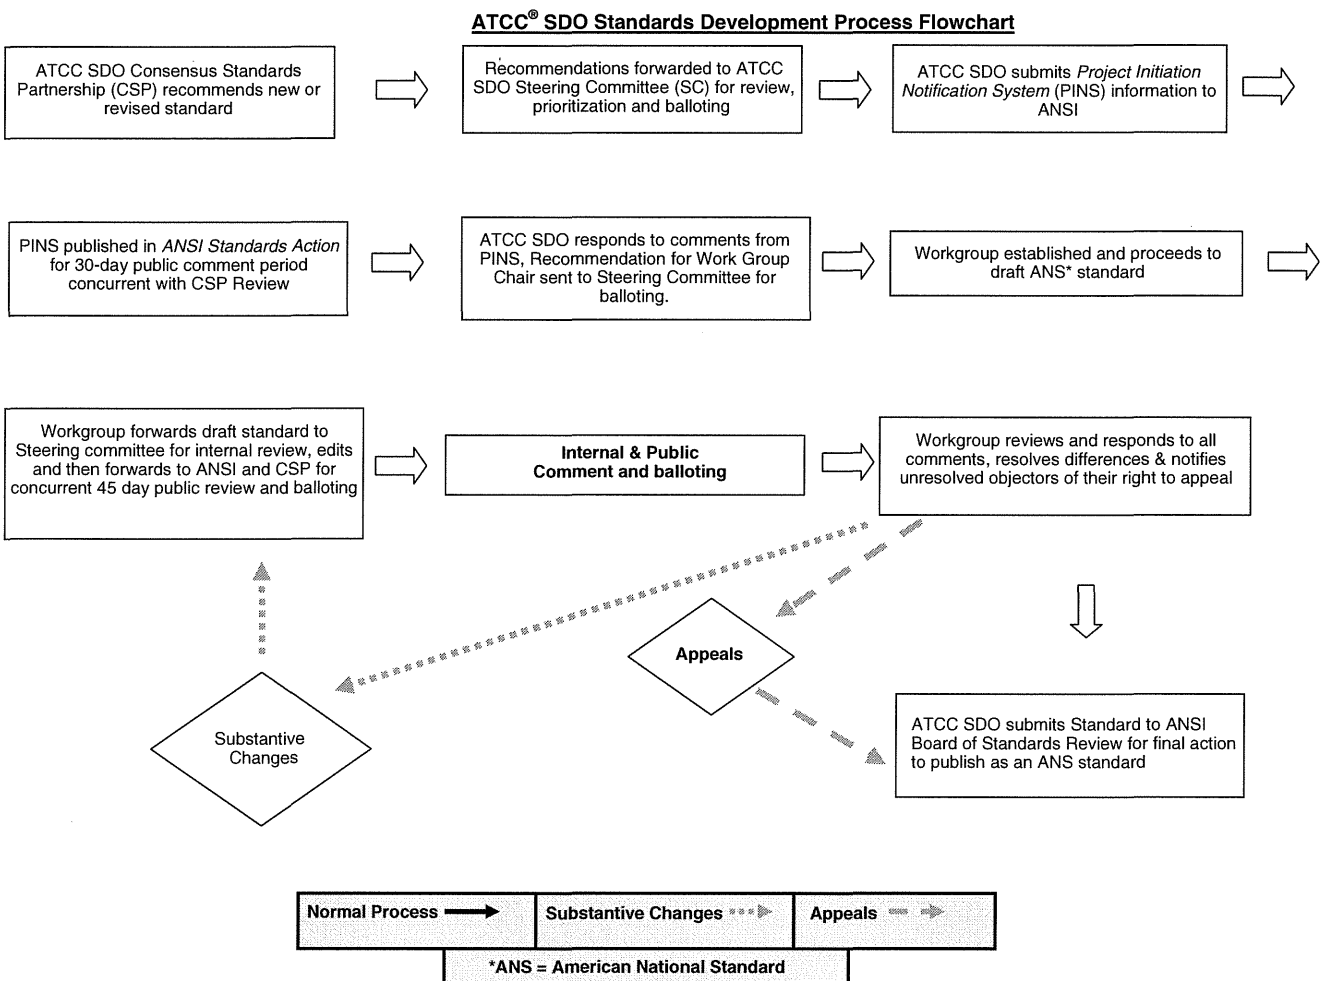 ATCC® SDO Standards Development Process Flowchart
ATCC SDO Consensus Standards
Partnership (CSP) recommends new or
revised standard
Recommendations forwarded to ATCC
SDO Steering Committee (SC) for review,
prioritization and balloting
ATCC SDO submits Project Initiation
Notification System (PINS) information to
ANSI
PINS published in ANSI Standards Action
for 30-day public comment period
concurrent with CSP Review
ATCC SDO responds to comments from
PINS, Recommendation for Work Group
Chair sent to Steering Committee for
balloting.
Workgroup established and proceeds to
draft ANS* standard
Workgroup forwards draft standard to
Steering committee for internal review, edits
and then forwards to ANSI and CSP for
concurrent 45 day public review and balloting
Internal & Public
Comment and balloting
Workgroup reviews and responds to all
comments, resolves differences & notifies
unresolved objectors of their right to appeal
Appeals
Substantive
Changes
ATCC SDO submits Standard to ANSI
Board of Standards Review for final action
to publish as an ANS standard
Normal Process
Substantive Changes
Appeals
*ANS = American National Standard